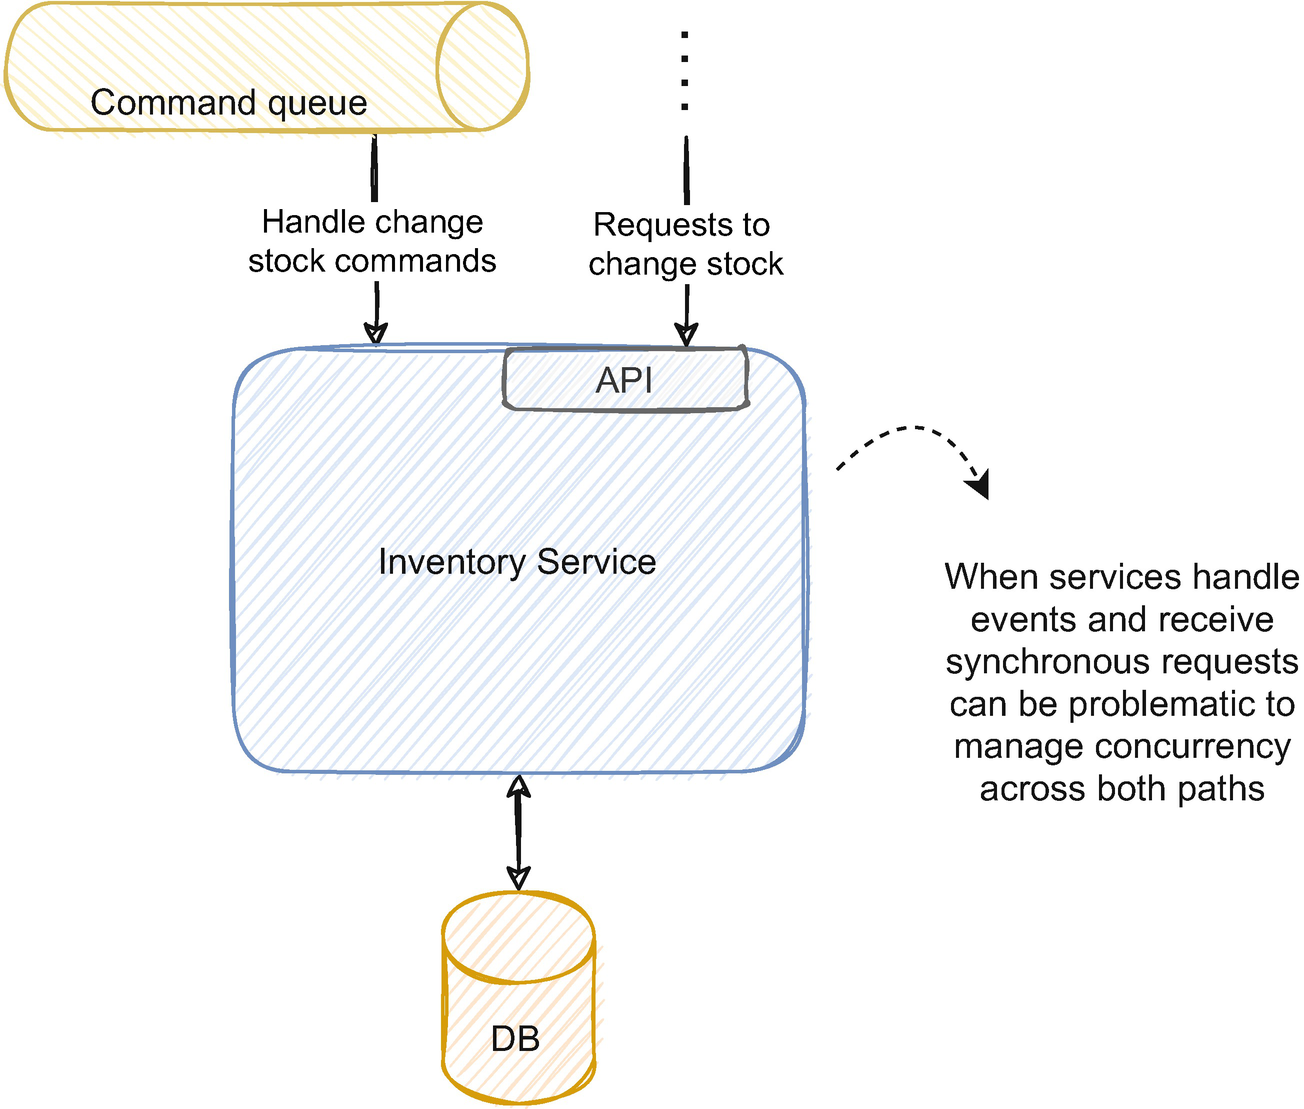 Command queue
Handle change
stock commands
Requests to
change stock
API
Inventory Service
When services handle
events and receive
synchronous requests
can be problematic to
manage concurrency
across both paths
DB